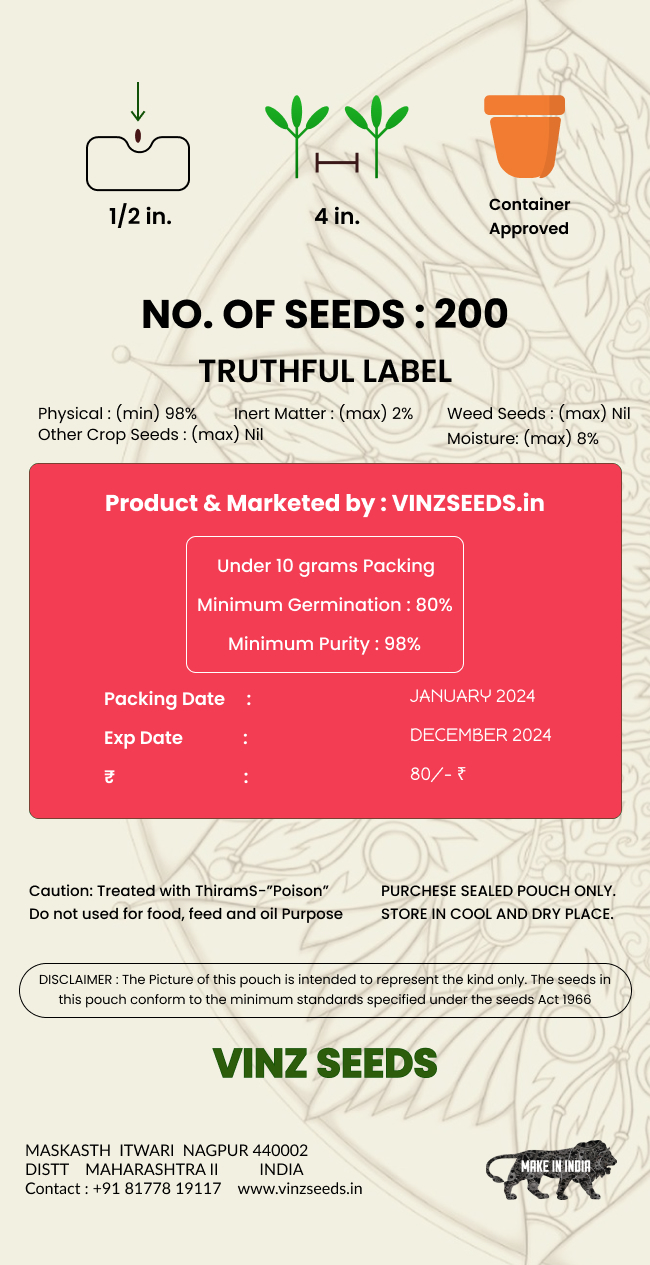 1/2 in.
4 in.
Container
Approved
NO. OF SEEDS : 200
TRUTHFUL LABEL
Physical : (min) 98% Inert Matter : (max) 2% Weed Seeds : (max) Nil
Other Crop Seeds : (max) Nil Moisture: (max) 8%
Product & Marketed by : VINZSEEDS.in
Under 10 grams Packing
Minimum Germination : 80%
Minimum Purity : 98%
Packing Date : JANUARY 2024
Exp Date : DECEMBER 2024
₹ : 80/- ₹
Caution: Treated with ThiramS-”Poison”
Do not used for food, feed and oil Purpose
PURCHESE SEALED POUCH ONLY.
STORE IN COOL AND DRY PLACE.
DISCLAIMER : The Picture of this pouch is intended to represent the kind only. The seeds in
this pouch conform to the minimum standards specified under the seeds Act 1966
VINZ SEEDS
MASKASTH ITWARI NAGPUR 440002
DISTT MAHARASHTRA II INDIA
Contact : +91 81778 19117 www.vinzseeds.in
MAKE IN INDIA